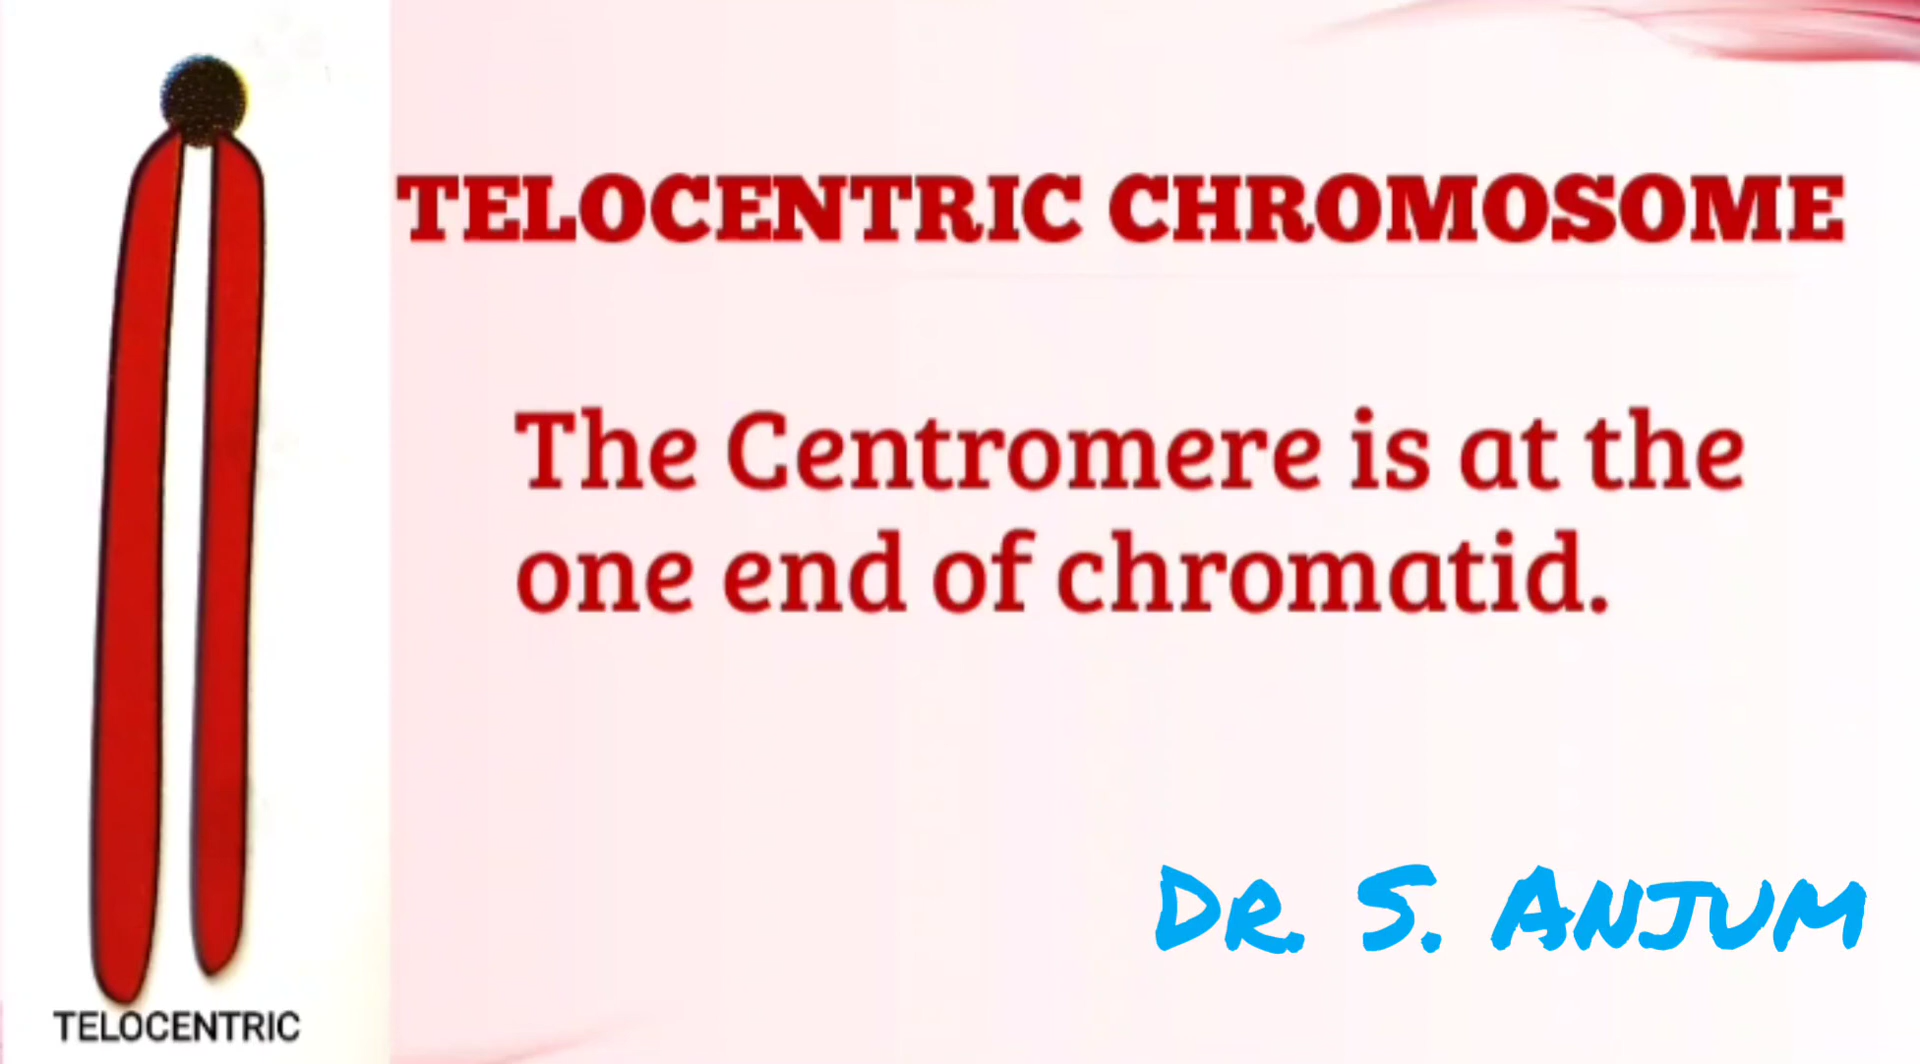 TELOCENTRIC CHROMOSOME
The Centromere is at the
one end of chromatid.
DR. S. ANJUM
TELOCENTRIC